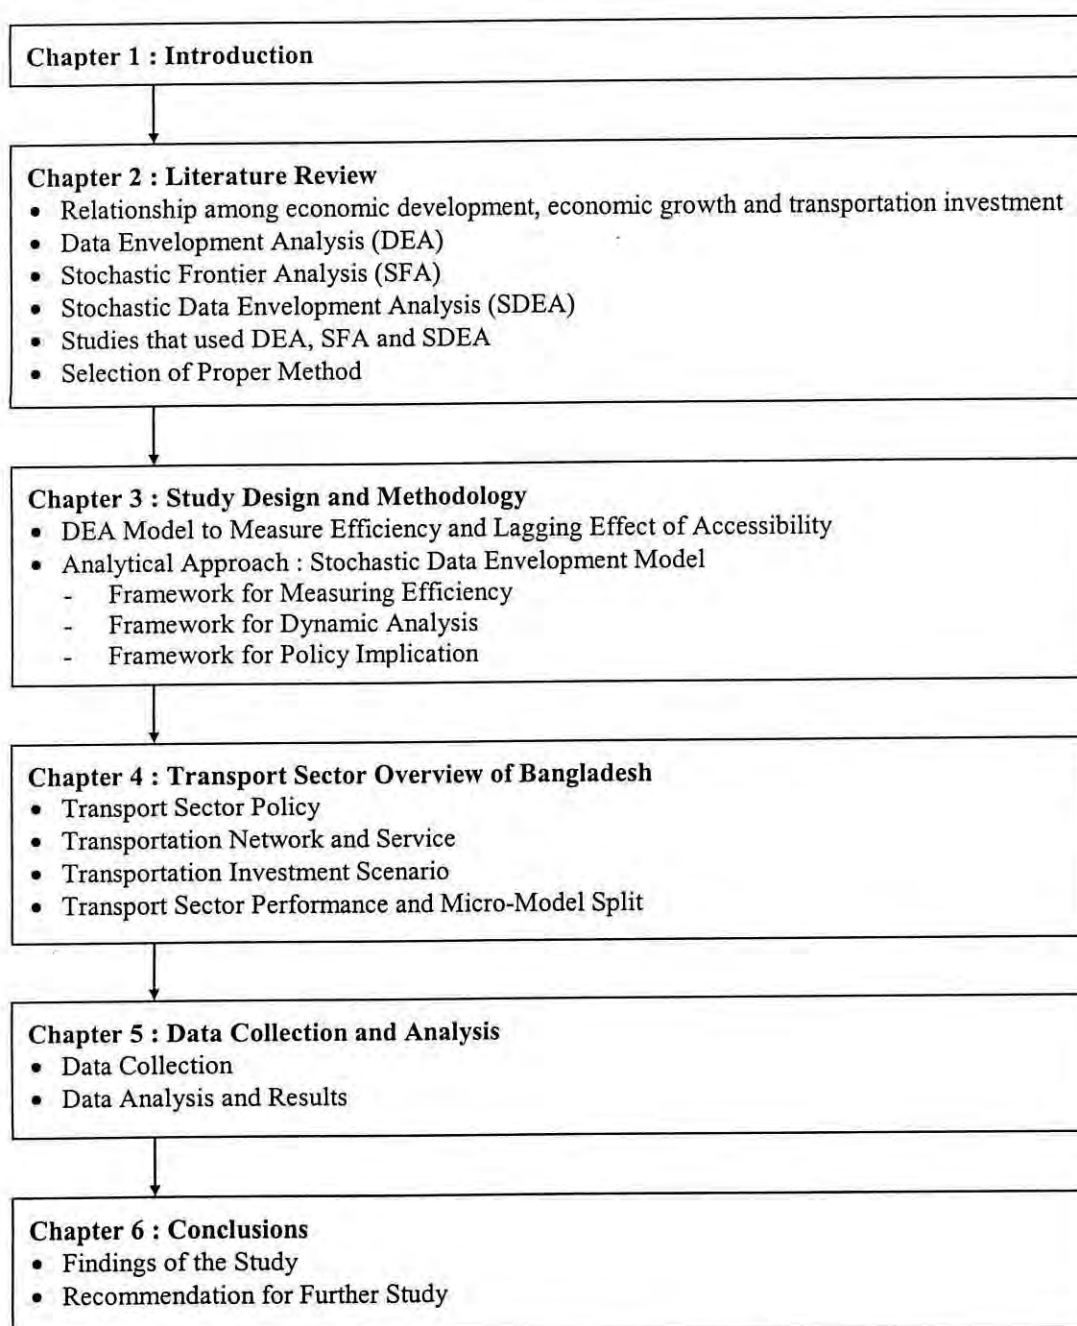 Chapter 1 : Introduction
Chapter 2 : Literature Review
• Relationship among economic development, economic growth and transportation investment
• Data Envelopment Analysis (DEA)
• Stochastic Frontier Analysis (SFA)
• Stochastic Data Envelopment Analysis (SDEA)
• Studies that used DEA, SFA and SDEA
• Selection of Proper Method
Chapter 3 : Study Design and Methodology
• DEA Model to Measure Efficiency and Lagging Effect of Accessibility
• Analytical Approach : Stochastic Data Envelopment Model
- Framework for Measuring Efficiency
- Framework for Dynamic Analysis
- Framework for Policy Implication
Chapter 4 : Transport Sector Overview of Bangladesh
• Transport Sector Policy
• Transportation Network and Service
• Transportation Investment Scenario
• Transport Sector Performance and Micro-Model Split
Chapter 5 : Data Collection and Analysis
• Data Collection
• Data Analysis and Results
Chapter 6 : Conclusions
• Findings of the Study
• Recommendation for Further Study